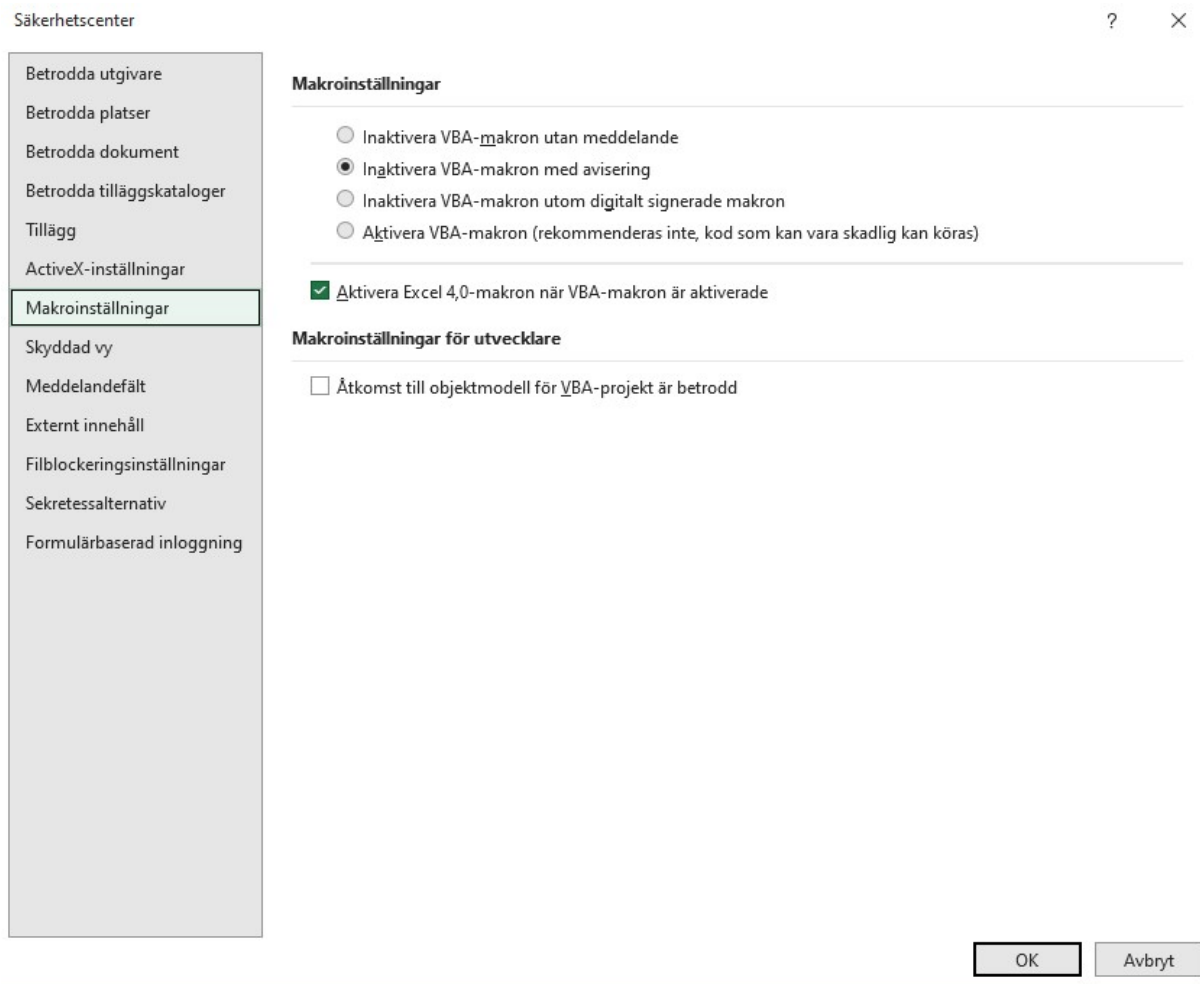 Säkerhetscenter
?
Betrodda utgivare
Betrodda platser
Betrodda dokument
Betrodda tilläggskataloger
Tillägg
ActiveX-inställningar
Makroinställningar
Skyddad vy
Meddelandefält
Externt innehåll
Filblockeringsinställningar
Sekretessalternativ
Formulärbaserad inloggning
Makroinställningar
Inaktivera VBA-makron utan meddelande
Inaktivera VBA-makron med avisering
Inaktivera VBA-makron utom digitalt signerade makron
Aktivera VBA-makron (rekommenderas inte, kod som kan vara skadlig kan köras)
Aktivera Excel 4,0-makron när VBA-makron är aktiverade
Makroinställningar för utvecklare
Åtkomst till objektmodell för VBA-projekt är betrodd
OK
Avbryt